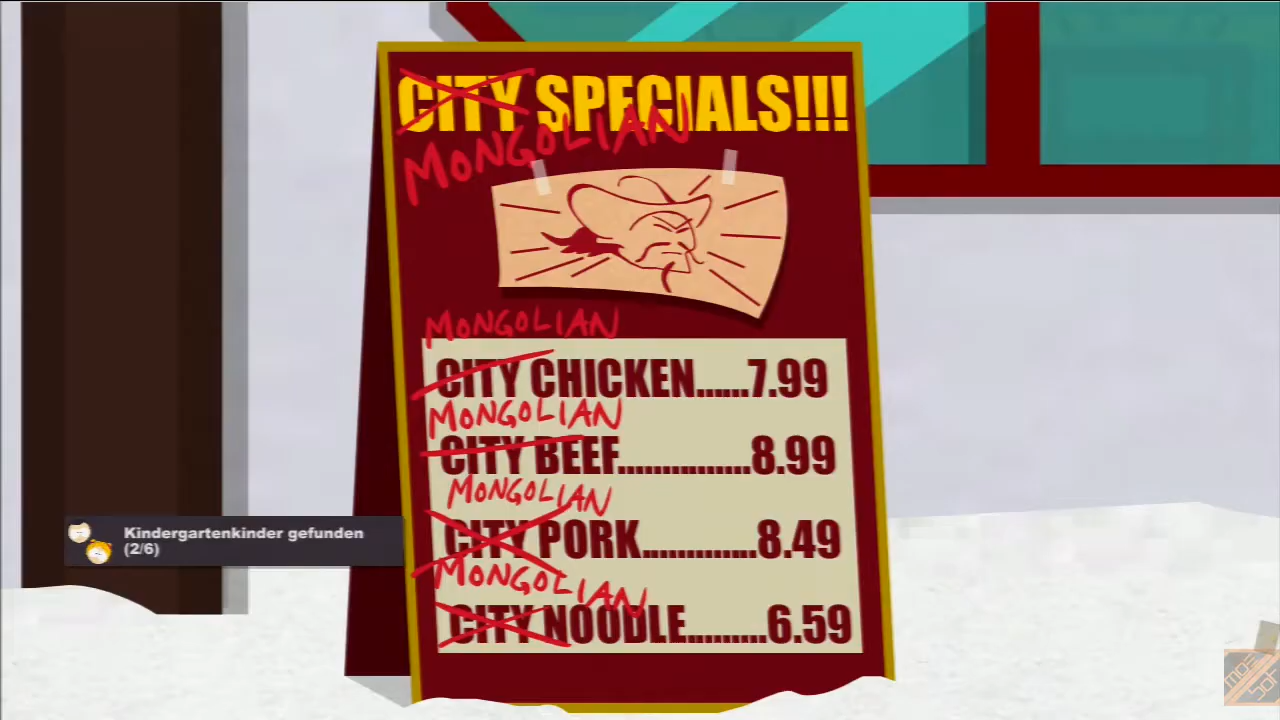 CITY SPECIALS!!!
MONGOLIAN
MONGOLIAN
CITY CHICKEN......7.99
MONGOLIAN
CITY BEEF...............8.99
MONGOLIAN
CITY PORK.............8.49
MONGOLIAN
CITY NOODLE.........6.59
Kindergartenkinder gefunden
(2/6)